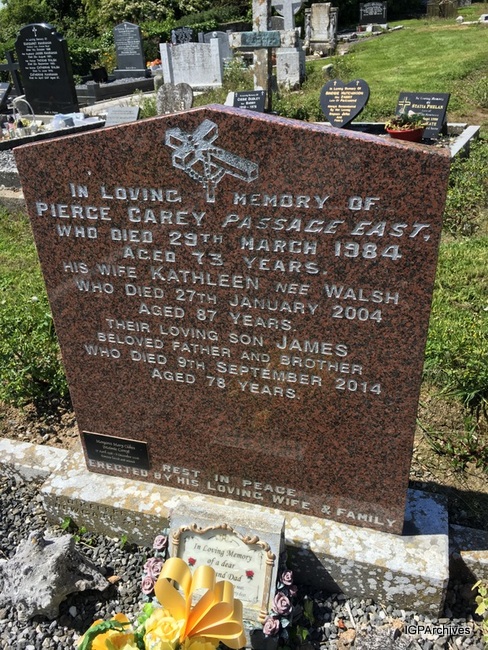 IN LOVING MEMORY OF
PIERCE CAREY PASSAGE EAST,
WHO DIED 29TH MARCH 1984
AGED 73 YEARS.
HIS WIFE KATHLEEN NEE WALSH
WHO DIED 27TH JANUARY 2004
AGED 87 YEARS.
THEIR LOVING SON JAMES
BELOVED FATHER AND BROTHER
WHO DIED 9TH SEPTEMBER 2014
AGED 78 YEARS.
REST IN PEACE
ERECTED BY HIS LOVING WIFE & FAMILY
In Loving Memory
of a dear
and Dad
IGPArchives